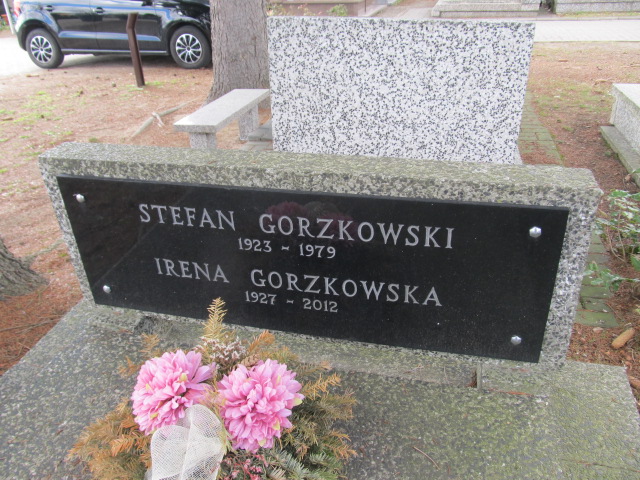 STEFAN GORZKOWSKI
1923 - 1979
IRENA GORZKOWSKA
1927 - 2012